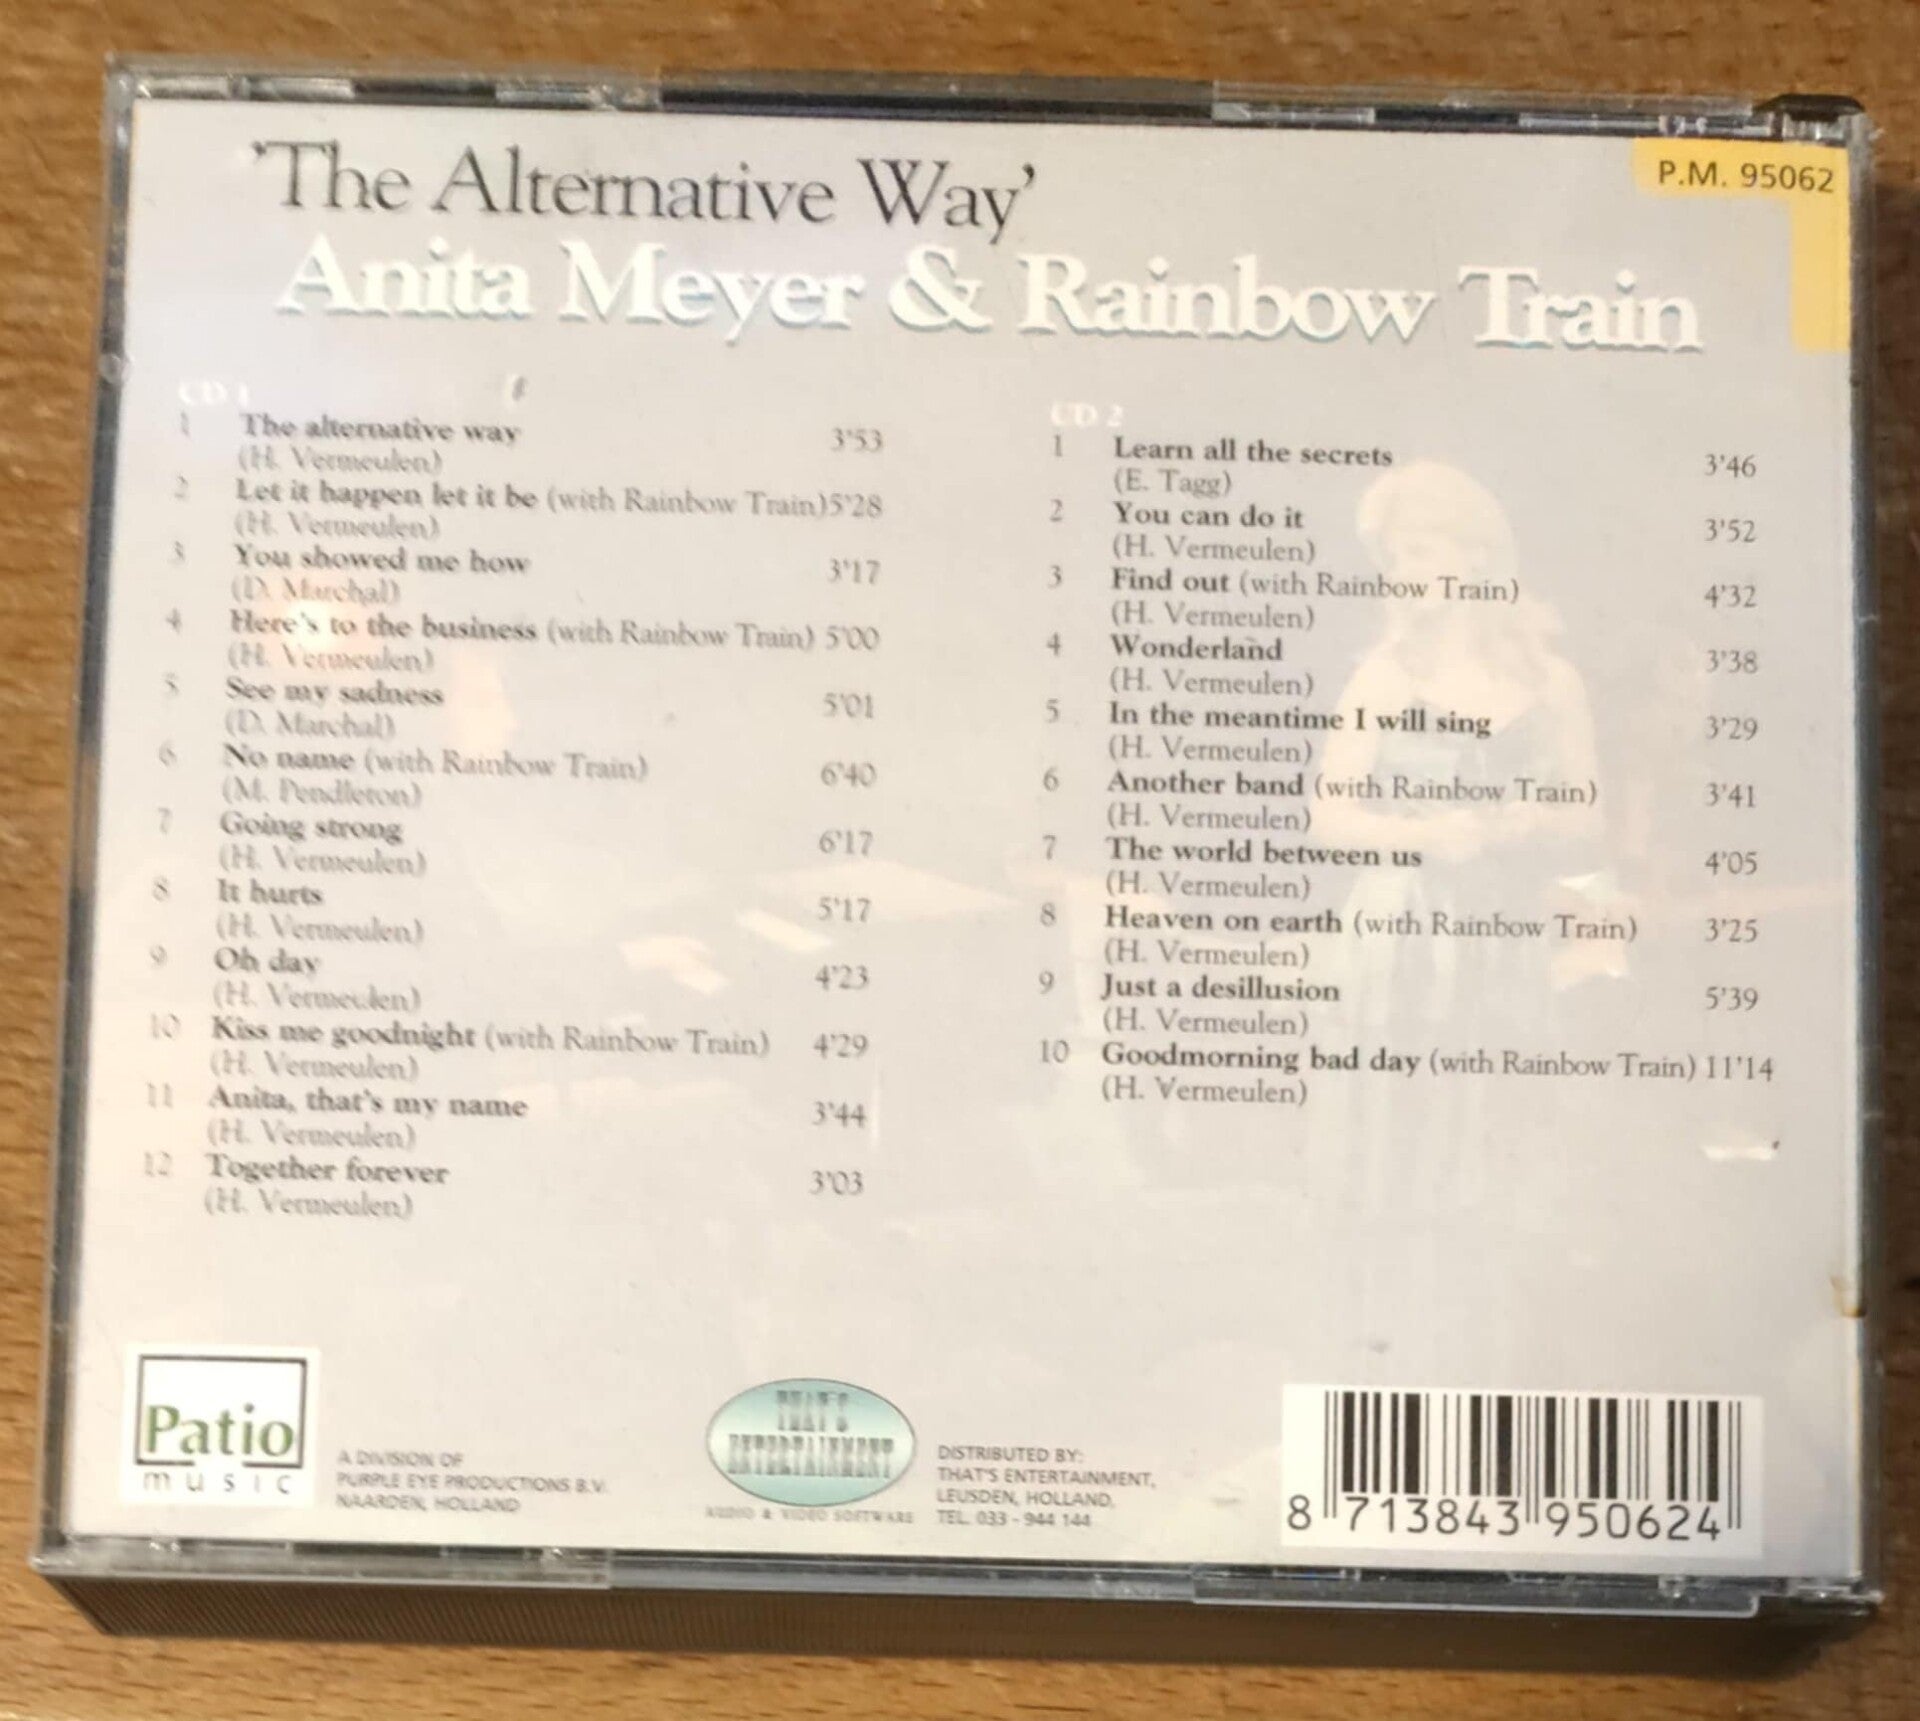 'The Alternative Way'
P.M. 95062
Anita Meyer & Rainbow Train
CD 1
1 The alternative way 3'53
(H. Vermeulen)
2 Let it happen let it be (with Rainbow Train) 5'28
(H. Vermeulen)
3 You showed me how 3'17
(D. Marchal)
4 Here's to the business (with Rainbow Train) 5'00
(H. Vermeulen)
5 See my sadness 5'01
(D. Marchal)
6 No name (with Rainbow Train) 6'40
(M. Pendleton)
7 Going strong 6'17
(H. Vermeulen)
8 It hurts 5'17
(H. Vermeulen)
9 Oh day 4'23
(H. Vermeulen)
10 Kiss me goodnight (with Rainbow Train) 4'29
(H. Vermeulen)
11 Anita, that's my name 3'44
(H. Vermeulen)
12 Together forever 3'03
(H. Vermeulen)
CD 2
1 Learn all the secrets 3'46
(E. Tagg)
2 You can do it 3'52
(H. Vermeulen)
3 Find out (with Rainbow Train) 4'32
(H. Vermeulen)
4 Wonderland 3'38
(H. Vermeulen)
5 In the meantime I will sing 3'29
(H. Vermeulen)
6 Another band (with Rainbow Train) 3'41
(H. Vermeulen)
7 The world between us 4'05
(H. Vermeulen)
8 Heaven on earth (with Rainbow Train) 3'25
(H. Vermeulen)
9 Just a desillusion 5'39
(H. Vermeulen)
10 Goodmorning bad day (with Rainbow Train) 11'14
(H. Vermeulen)
Patio
music
A DIVISION OF
PURPLE EYE PRODUCTIONS B.V.
NAARDEN, HOLLAND
THAT'S
ENTERTAINMENT
AUDIO & VIDEO SOFTWARE
DISTRIBUTED BY:
THAT'S ENTERTAINMENT,
LEUSDEN, HOLLAND.
TEL. 033 - 944 144
8 713843 950624